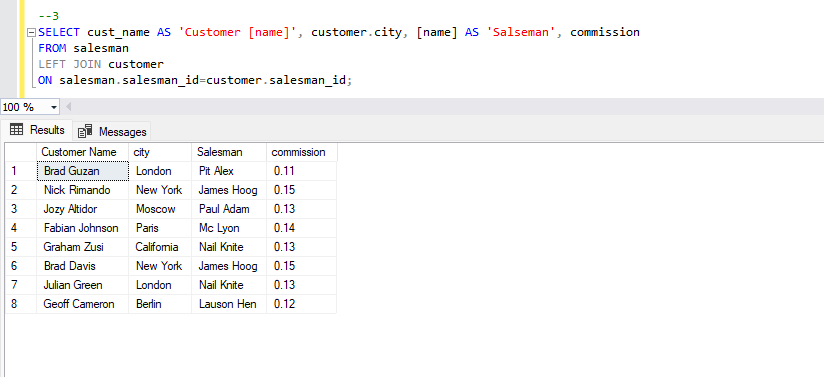 --3
SELECT cust_name AS 'Customer [name]', customer.city, [name] AS 'Salseman', commission
FROM salesman
LEFT JOIN customer
ON salesman.salesman_id=customer.salesman_id;
100 %
Results Messages
Customer Name city Salesman commission
1 Brad Guzan London Pit Alex 0.11
2 Nick Rimando New York James Hoog 0.15
3 Jozy Altidor Moscow Paul Adam 0.13
4 Fabian Johnson Paris Mc Lyon 0.14
5 Graham Zusi California Nail Knite 0.13
6 Brad Davis New York James Hoog 0.15
7 Julian Green London Nail Knite 0.13
8 Geoff Cameron Berlin Lauson Hen 0.12